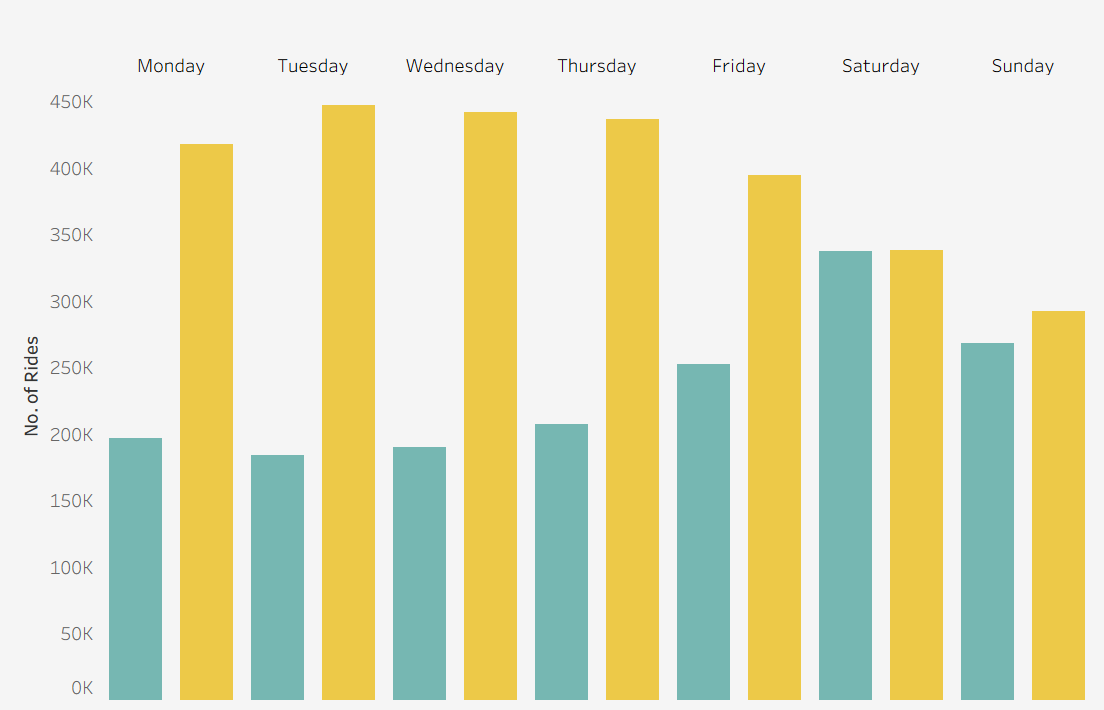 Monday Tuesday Wednesday Thursday Friday Saturday Sunday
450K
400K
350K
300K
250K
200K
150K
100K
50K
0K
No. of Rides